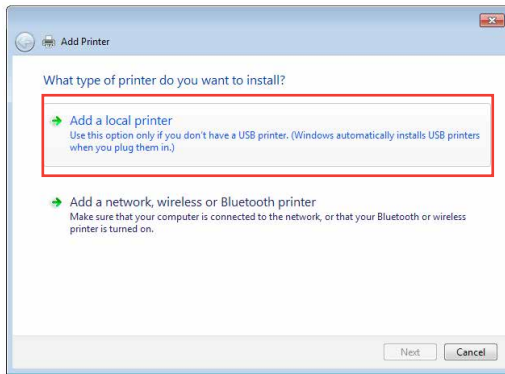 Add Printer
What type of printer do you want to install?
Add a local printer
Use this option only if you don't have a USB printer. (Windows automatically installs USB printers
when you plug them in.)
Add a network, wireless or Bluetooth printer
Make sure that your computer is connected to the network, or that your Bluetooth or wireless
printer is turned on.
Next Cancel